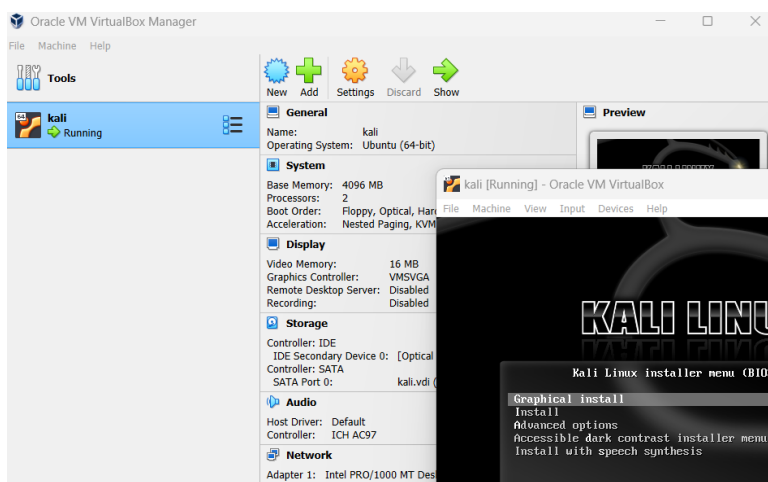 Oracle VM VirtualBox Manager
File Machine Help
Tools
New Add Settings Discard Show
64
kali
Running
General
Name: kali
Operating System: Ubuntu (64-bit)
System
Base Memory: 4096 MB
Processors: 2
Boot Order: Floppy, Optical, Hard
Acceleration: Nested Paging, KVM
Display
Video Memory: 16 MB
Graphics Controller: VMSVGA
Remote Desktop Server: Disabled
Recording: Disabled
Storage
Controller: IDE
IDE Secondary Device 0: [Optical
Controller: SATA
SATA Port 0: kali.vdi (
Audio
Host Driver: Default
Controller: ICH AC97
Network
Adapter 1: Intel PRO/1000 MT Des
Preview
kali [Running] - Oracle VM VirtualBox
File Machine View Input Devices Help
KALI LINU
Kali Linux installer menu (BIO
Graphical install
Install
Advanced options
Accessible dark contrast installer menu
Install with speech synthesis